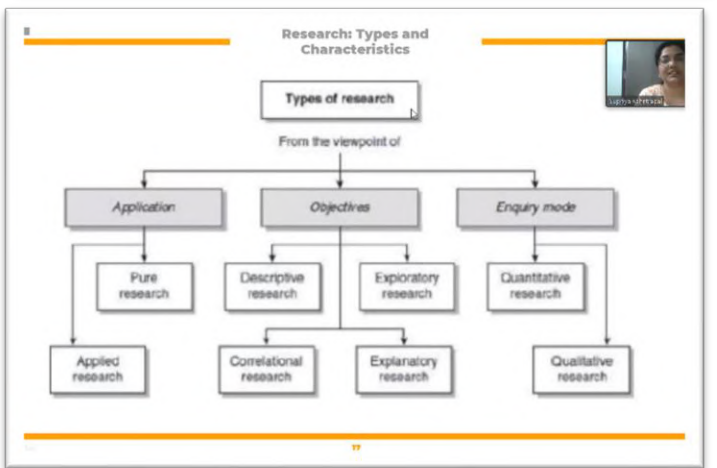 Research: Types and
Characteristics
Types of research
From the viewpoint of
Application
Objectives
Enquiry mode
Pure
research
Descriptive
research
Exploratory
research
Quantitative
research
Applied
research
Correlational
research
Explanatory
research
Qualitative
research
"